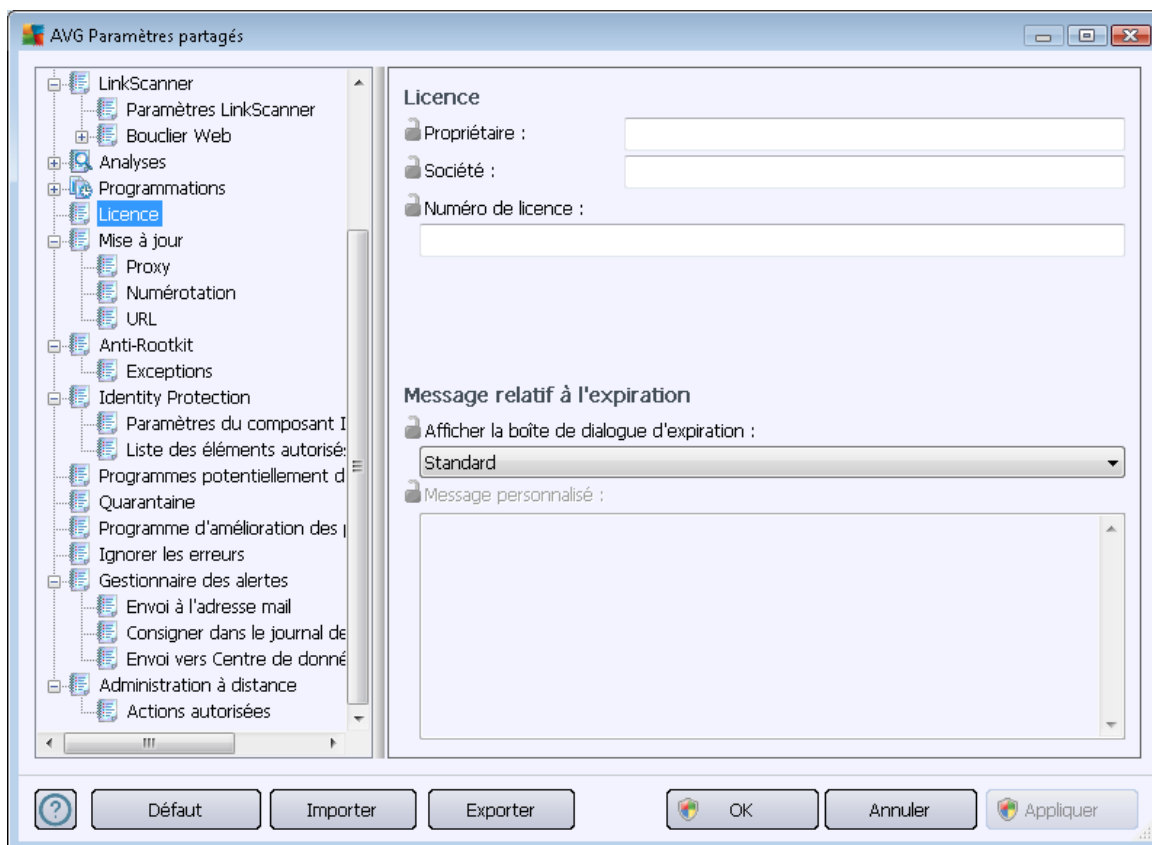 AVG Paramètres partagés
LinkScanner
Paramètres LinkScanner
Bouclier Web
Analyses
Programmations
Licence
Mise à jour
Proxy
Numérotation
URL
Anti-Rootkit
Exceptions
Identity Protection
Paramètres du composant I
Liste des éléments autorisés
Programmes potentiellement d
Quarantaine
Programme d'amélioration des p
Ignorer les erreurs
Gestionnaire des alertes
Envoi à l'adresse mail
Consigner dans le journal de
Envoi vers Centre de donné
Administration à distance
Actions autorisées
Licence
Propriétaire :
Société :
Numéro de licence :
Message relatif à l'expiration
Afficher la boîte de dialogue d'expiration :
Standard
Message personnalisé :
Défaut
Importer
Exporter
OK
Annuler
Appliquer